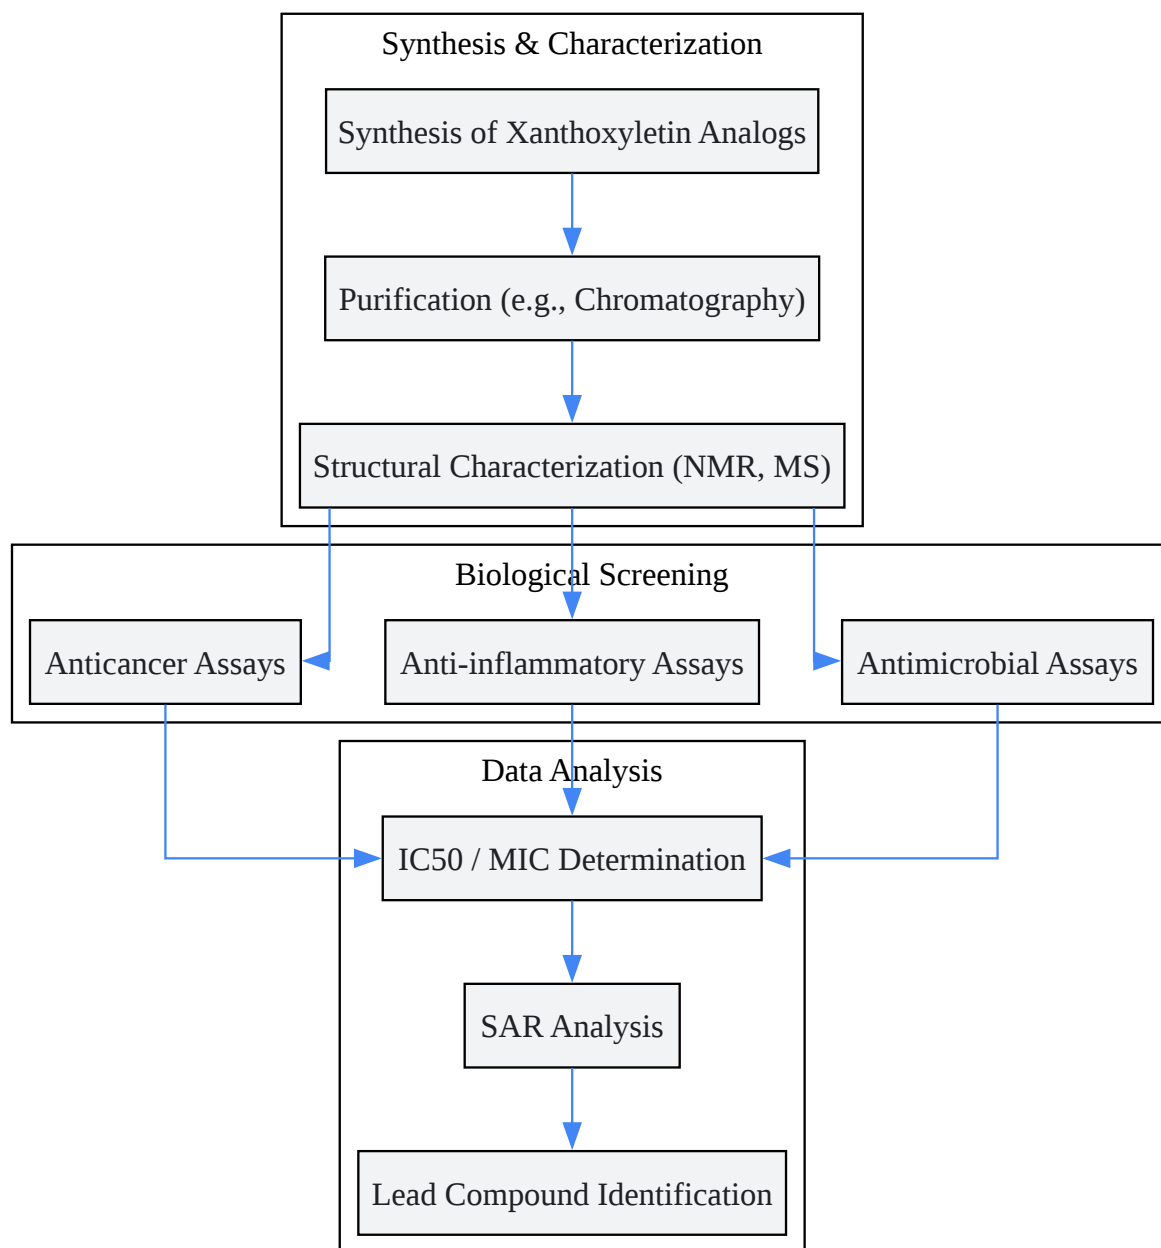 Synthesis & Characterization
Synthesis of Xanthoxyletin Analogs
Purification (e.g., Chromatography)
Structural Characterization (NMR, MS)
Biological Screening
Anticancer Assays
Anti-inflammatory Assays
Antimicrobial Assays
Data Analysis
IC50 / MIC Determination
SAR Analysis
Lead Compound Identification